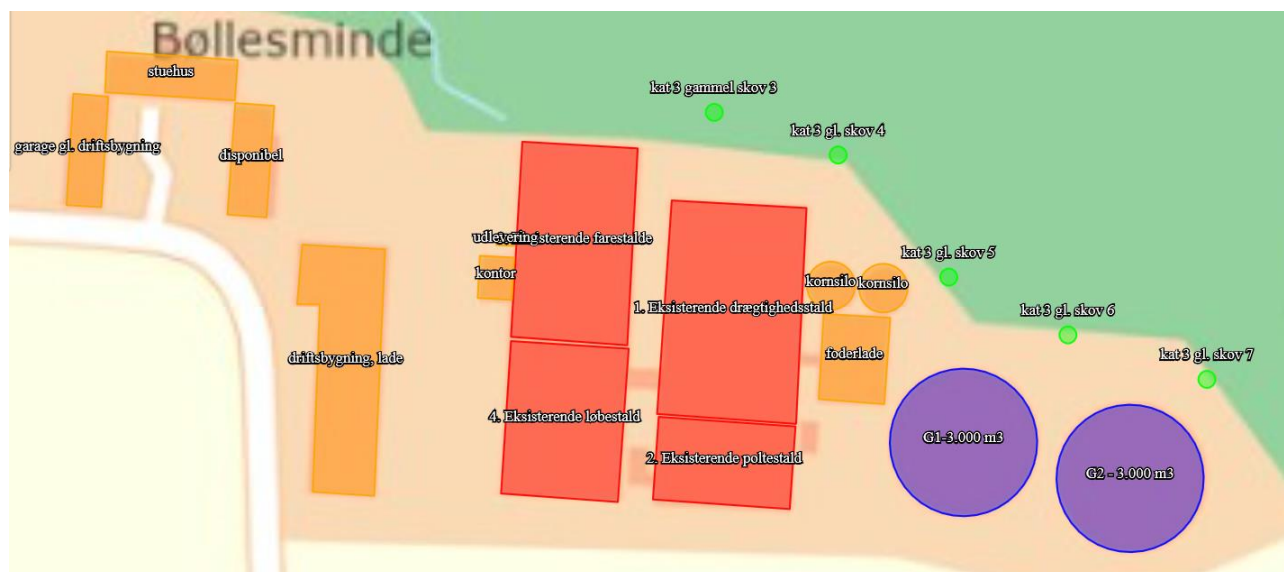 Bøllesminde
stuehus
kat 3 gammel skov 3
kat 3 gl. skov 4
garage gl. driftsbygning
disponibel
udlevering
sterende farestalde
kat 3 gl. skov 5
kontor
kornsilo
kornsilo
1. Eksisterende drægtighedsstald
kat 3 gl. skov 6
driftsbygning, lade
foderlade
kat 3 gl. skov 7
4. Eksisterende løbestald
G1-3.000 m3
2. Eksisterende poltestald
G2 - 3.000 m3